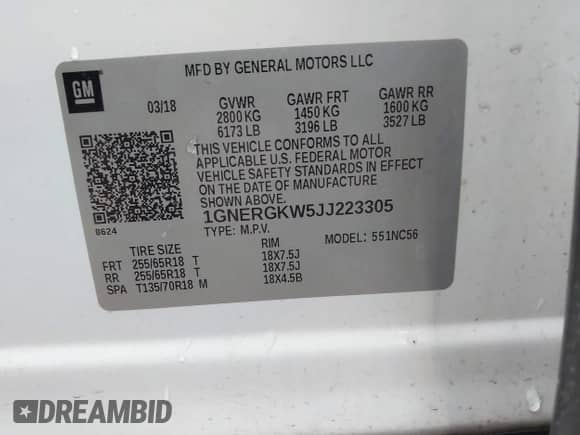 GM
MFD BY GENERAL MOTORS LLC
03/18 GVWR GAWR FRT GAWR RR
2800 KG 1450 KG 1600 KG
6173 LB 3196 LB 3527 LB
THIS VEHICLE CONFORMS TO ALL
APPLICABLE U.S. FEDERAL MOTOR
VEHICLE SAFETY STANDARDS IN EFFECT
ON THE DATE OF MANUFACTURE
SHOWN ABOVE.
1GNERGKW5JJ223305
8624
TYPE: M.P.V. MODEL: 551NC56
TIRE SIZE RIM
FRT 255/65R18 T 18X7.5J
RR 255/65R18 T 18X7.5J
SPA T135/70R18 M 18X4.5B
DREAMBID